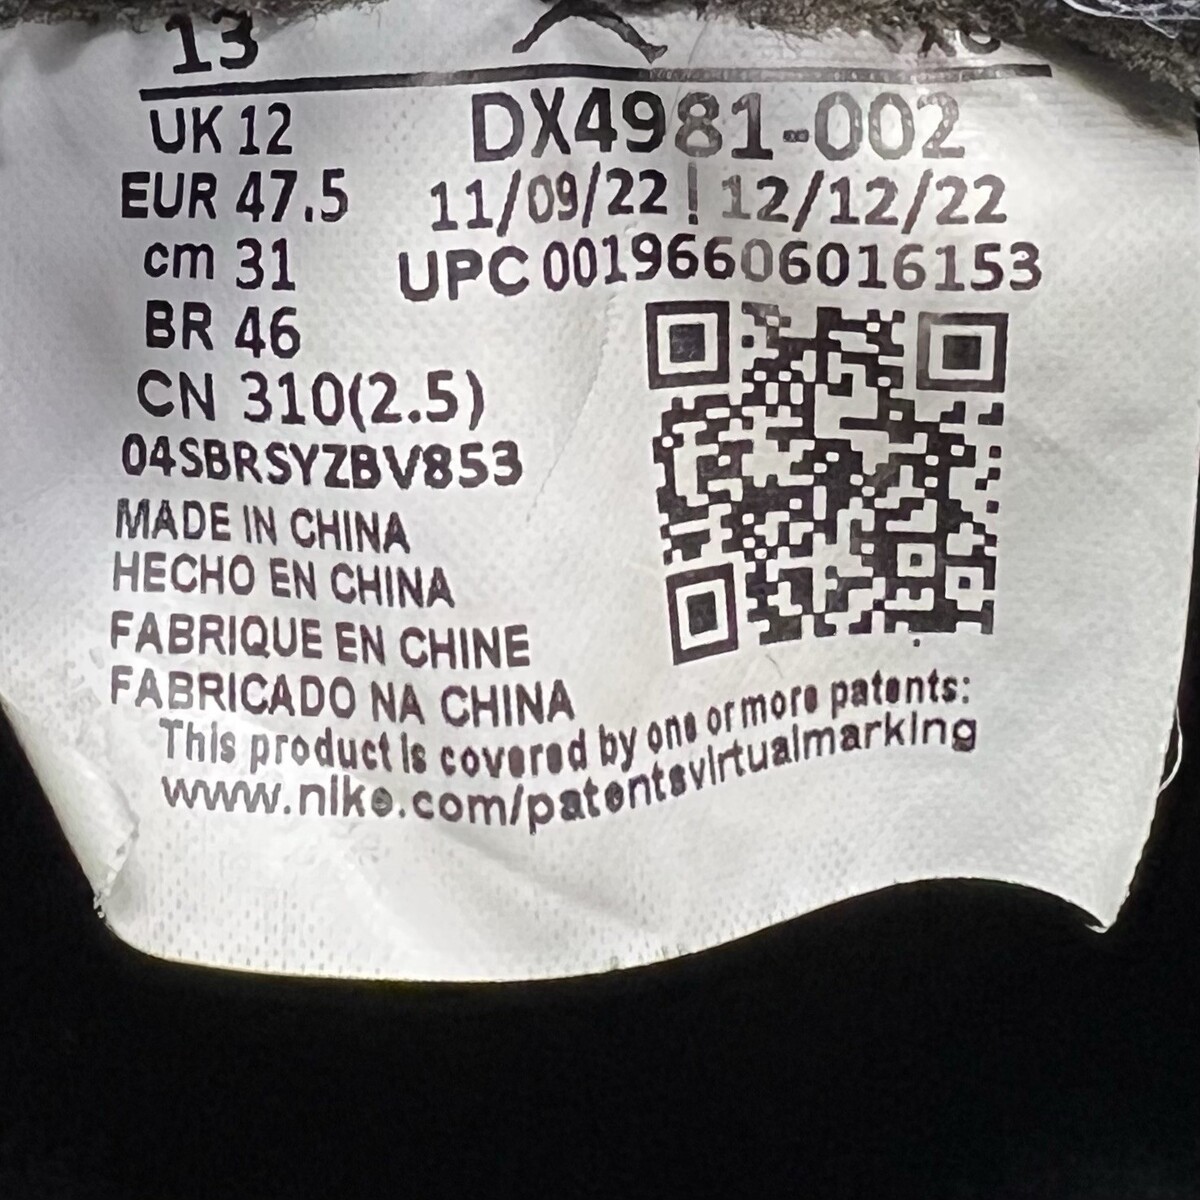 13
UK 12
DX4981-002
EUR 47.5
11/09/22 | 12/12/22
cm 31
UPC 00196606016153
BR 46
CN 310(2.5)
04SBRSYZBV853
MADE IN CHINA
HECHO EN CHINA
FABRIQUE EN CHINE
FABRICADO NA CHINA
This product is covered by one or more patents:
www.nike.com/patentsvirtualmarking